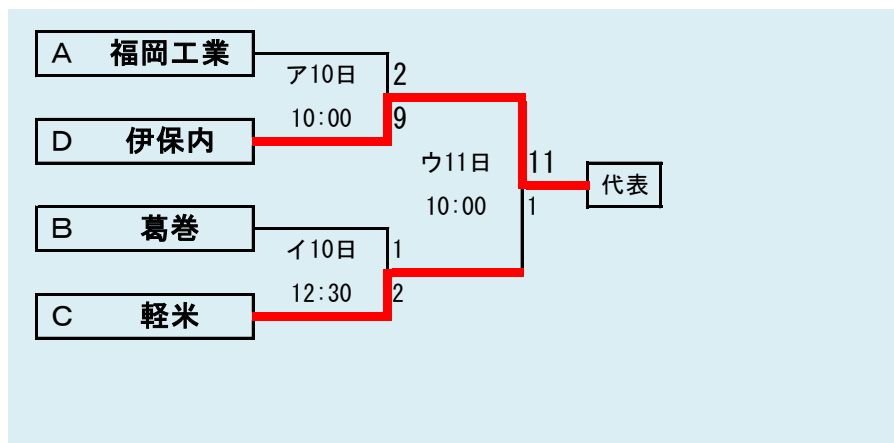 A 福岡工業
ア10日
2
10:00
9
D 伊保内
ウ11日
11
代表
10:00
1
B 葛巻
イ10日
1
12:30
2
C 軽米